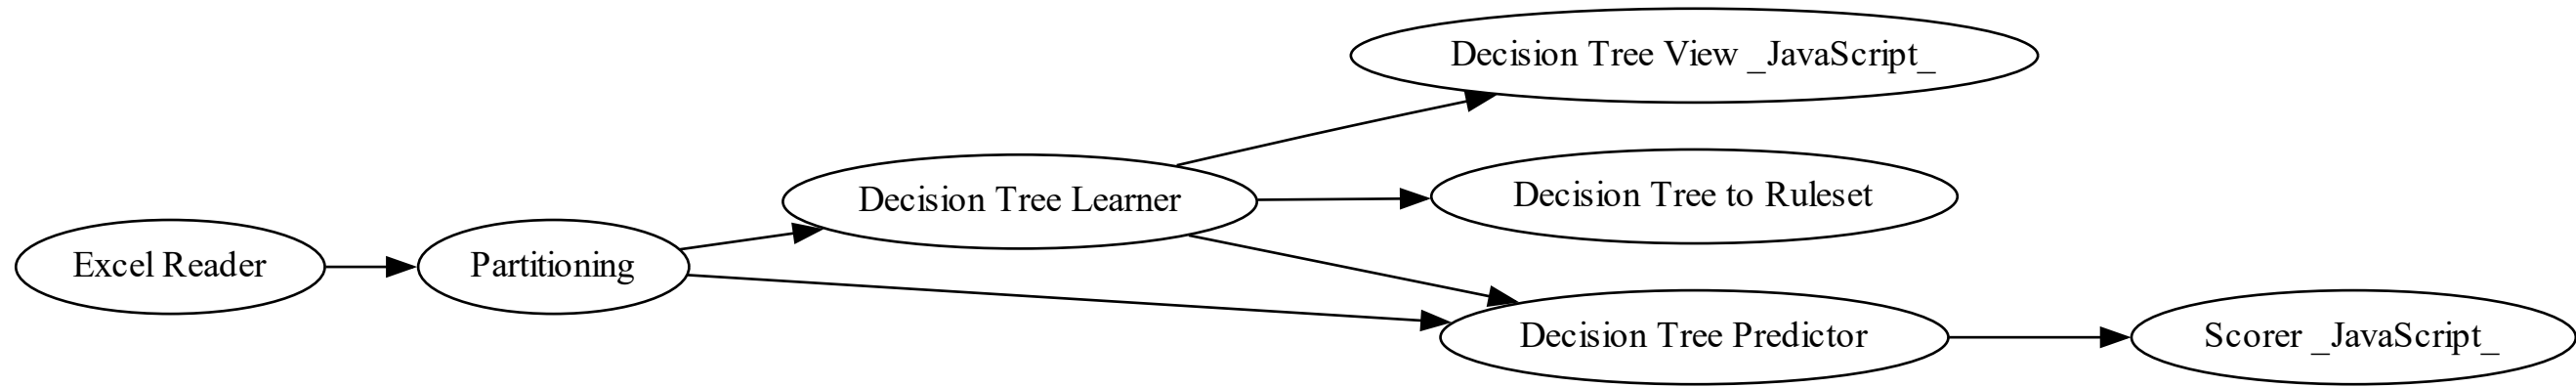 Excel Reader
Partitioning
Decision Tree Learner
Decision Tree View _JavaScript_
Decision Tree to Ruleset
Decision Tree Predictor
Scorer _JavaScript_